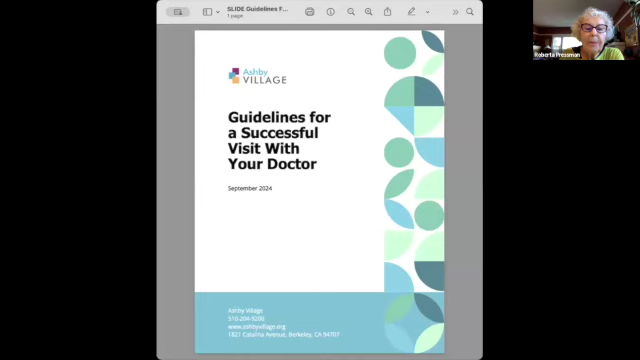 SLIDE Guidelines F...
1 page
Roberta Pressman
Ashby
VILLAGE
Guidelines for
a Successful
Visit With
Your Doctor
September 2024
Ashby Village
510-204-9200
www.ashbyvillage.org
1821 Catalina Avenue, Berkeley, CA 94707